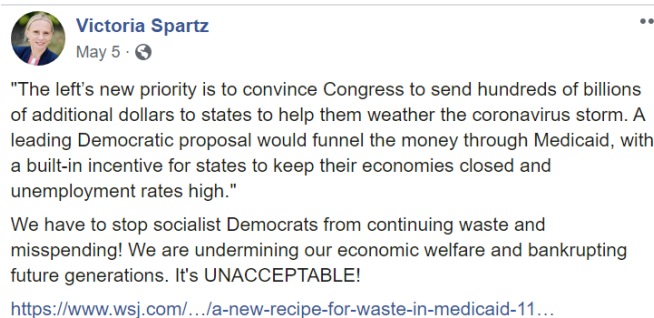 Victoria Spartz
May 5 ·
"The left's new priority is to convince Congress to send hundreds of billions
of additional dollars to states to help them weather the coronavirus storm. A
leading Democratic proposal would funnel the money through Medicaid, with
a built-in incentive for states to keep their economies closed and
unemployment rates high."
We have to stop socialist Democrats from continuing waste and
misspending! We are undermining our economic welfare and bankrupting
future generations. It's UNACCEPTABLE!
https://www.wsj.com/…/a-new-recipe-for-waste-in-medicaid-11…